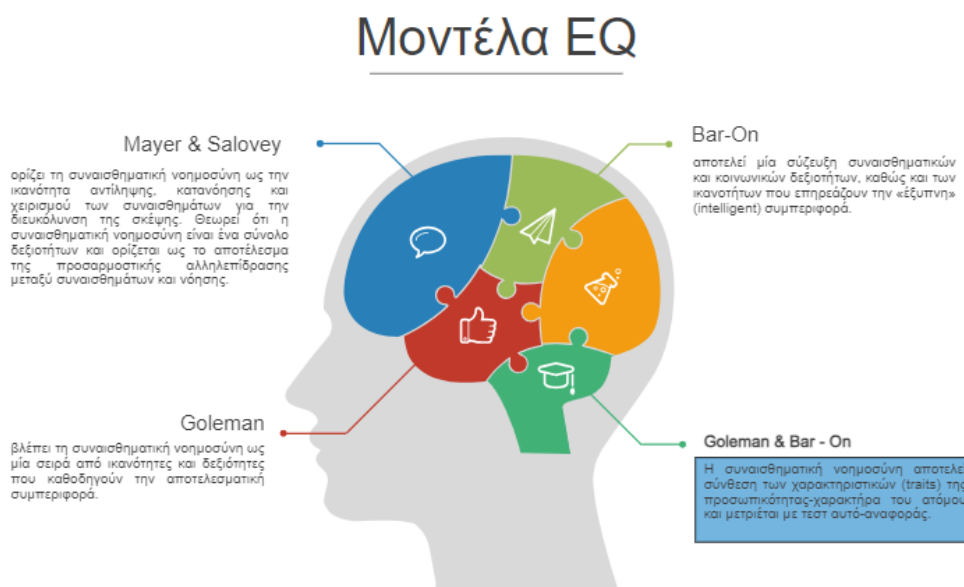 Μοντέλα EQ
Mayer & Salovey
ορίζει τη συναισθηματική νοημοσύνη ως την
ικανότητα αντίληψης, κατανόησης και
χειρισμού των συναισθημάτων για την
διευκόλυνση της σκέψης. Θεωρεί ότι η
συναισθηματική νοημοσύνη είναι ένα σύνολο
δεξιοτήτων και ορίζεται ως το αποτέλεσμα
της προσαρμοστικής αλληλεπίδρασης
μεταξύ συναισθημάτων και νόησης.
Bar-On
αποτελεί μία σύζευξη συναισθηματικών
και κοινωνικών δεξιοτήτων, καθώς και των
ικανοτήτων που επηρεάζουν την «έξυπνη»
(intelligent) συμπεριφορά.
Goleman
βλέπει τη συναισθηματική νοημοσύνη ως
μία σειρά από ικανότητες και δεξιότητες
που καθοδηγούν την αποτελεσματική
συμπεριφορά.
Goleman & Bar - On
Η συναισθηματική νοημοσύνη αποτελε
σύνθεση των χαρακτηριστικών (traits) της
προσωπικότητας-χαρακτήρα του ατόμου
και μετριέται με τεστ αυτό-αναφοράς.